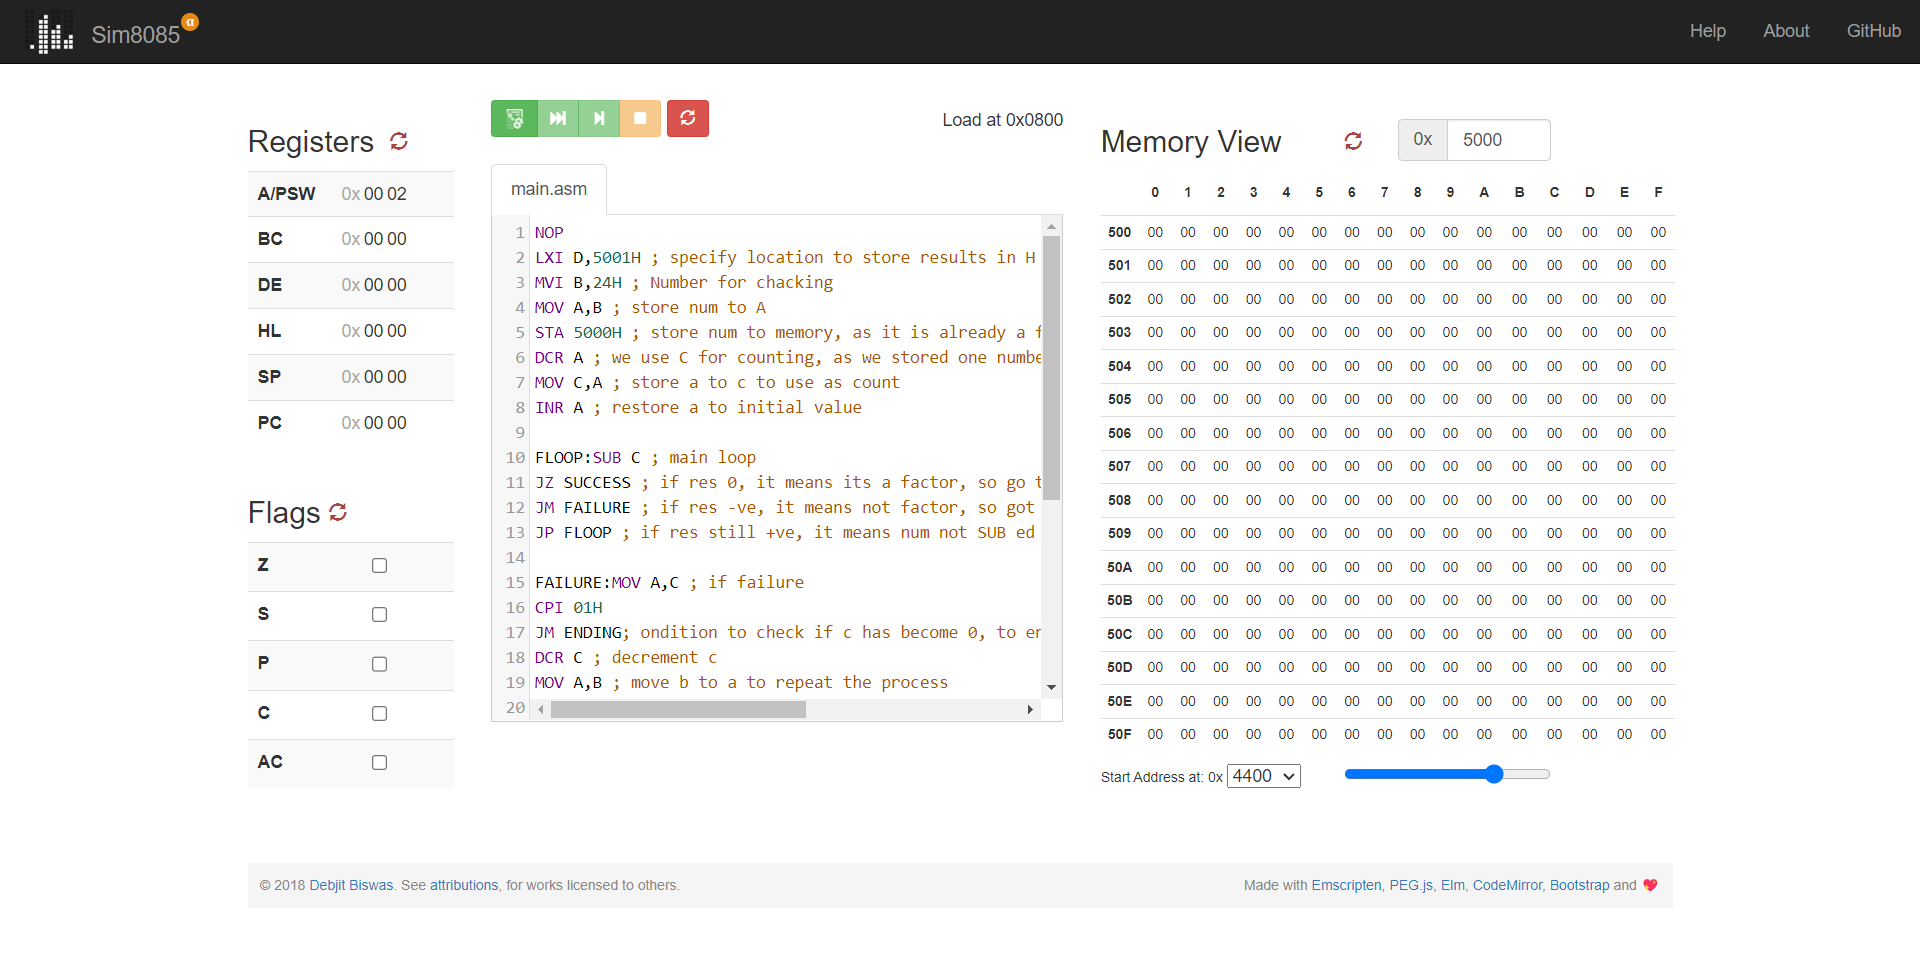 Sim8085 α
Help About GitHub
Registers
A/PSW 0x 00 02
BC 0x 00 00
DE 0x 00 00
HL 0x 00 00
SP 0x 00 00
PC 0x 00 00
Flags
Z
S
P
C
AC
Load at 0x0800
main.asm
1 NOP
2 LXI D,5001H ; specify location to store results in H
3 MVI B,24H ; Number for chacking
4 MOV A,B ; store num to A
5 STA 5000H ; store num to memory, as it is already a f
6 DCR A ; we use C for counting, as we stored one numbe
7 MOV C,A ; store a to c to use as count
8 INR A ; restore a to initial value
9
10 FLOOP:SUB C ; main loop
11 JZ SUCCESS ; if res 0, it means its a factor, so go t
12 JM FAILURE ; if res -ve, it means not factor, so got
13 JP FLOOP ; if res still +ve, it means num not SUB ed
14
15 FAILURE:MOV A,C ; if failure
16 CPI 01H
17 JM ENDING; ondition to check if c has become 0, to en
18 DCR C ; decrement c
19 MOV A,B ; move b to a to repeat the process
20
Memory View 0x 5000
0 1 2 3 4 5 6 7 8 9 A B C D E F
500 00 00 00 00 00 00 00 00 00 00 00 00 00 00 00 00
501 00 00 00 00 00 00 00 00 00 00 00 00 00 00 00 00
502 00 00 00 00 00 00 00 00 00 00 00 00 00 00 00 00
503 00 00 00 00 00 00 00 00 00 00 00 00 00 00 00 00
504 00 00 00 00 00 00 00 00 00 00 00 00 00 00 00 00
505 00 00 00 00 00 00 00 00 00 00 00 00 00 00 00 00
506 00 00 00 00 00 00 00 00 00 00 00 00 00 00 00 00
507 00 00 00 00 00 00 00 00 00 00 00 00 00 00 00 00
508 00 00 00 00 00 00 00 00 00 00 00 00 00 00 00 00
509 00 00 00 00 00 00 00 00 00 00 00 00 00 00 00 00
50A 00 00 00 00 00 00 00 00 00 00 00 00 00 00 00 00
50B 00 00 00 00 00 00 00 00 00 00 00 00 00 00 00 00
50C 00 00 00 00 00 00 00 00 00 00 00 00 00 00 00 00
50D 00 00 00 00 00 00 00 00 00 00 00 00 00 00 00 00
50E 00 00 00 00 00 00 00 00 00 00 00 00 00 00 00 00
50F 00 00 00 00 00 00 00 00 00 00 00 00 00 00 00 00
Start Address at: 0x 4400
© 2018 Debjit Biswas. See attributions, for works licensed to others.
Made with Emscripten, PEG.js, Elm, CodeMirror, Bootstrap and 💖